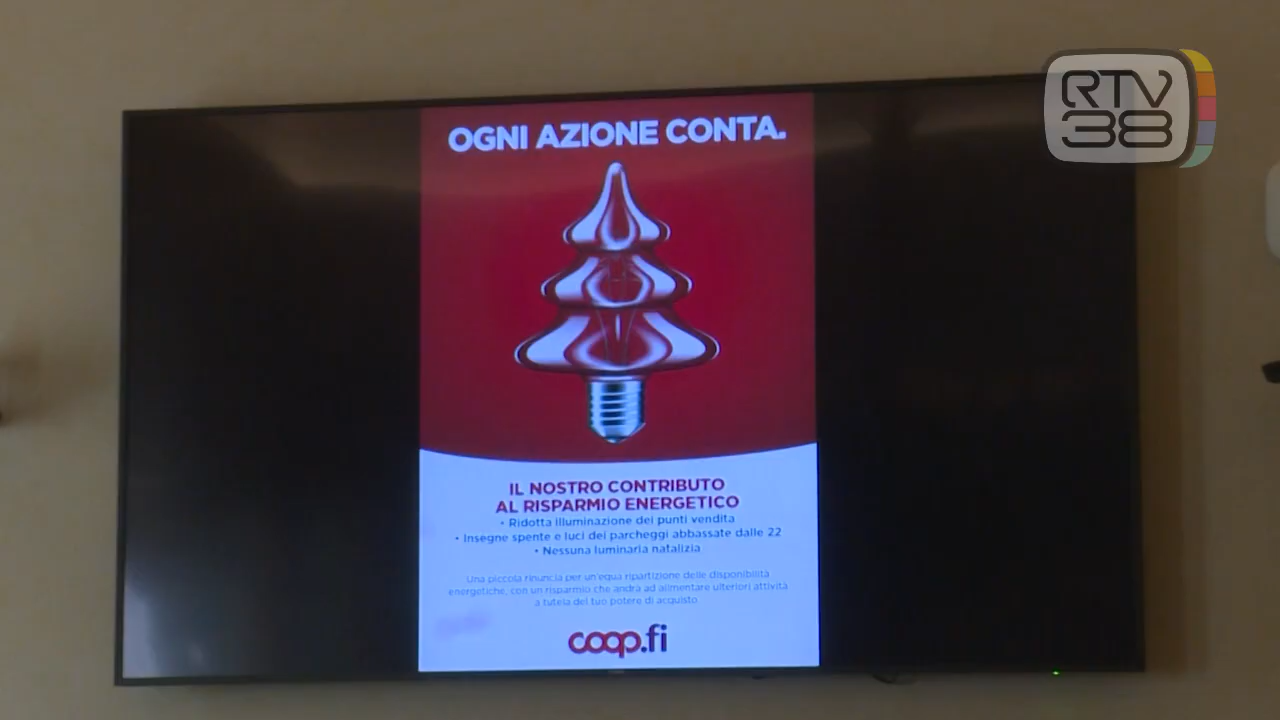 RTV
38
OGNI AZIONE CONTA.
IL NOSTRO CONTRIBUTO
AL RISPARMIO ENERGETICO
• Ridotta illuminazione dei punti vendita
• Insegne spente e luci dei parcheggi abbassate dalle 22
• Nessuna luminaria natalizia
Una piccola rinuncia per un'equa ripartizione delle disponibilità
energetiche, con un risparmio che andrà ad alimentare ulteriori attività
a tutela del tuo potere di acquisto
coop.fi